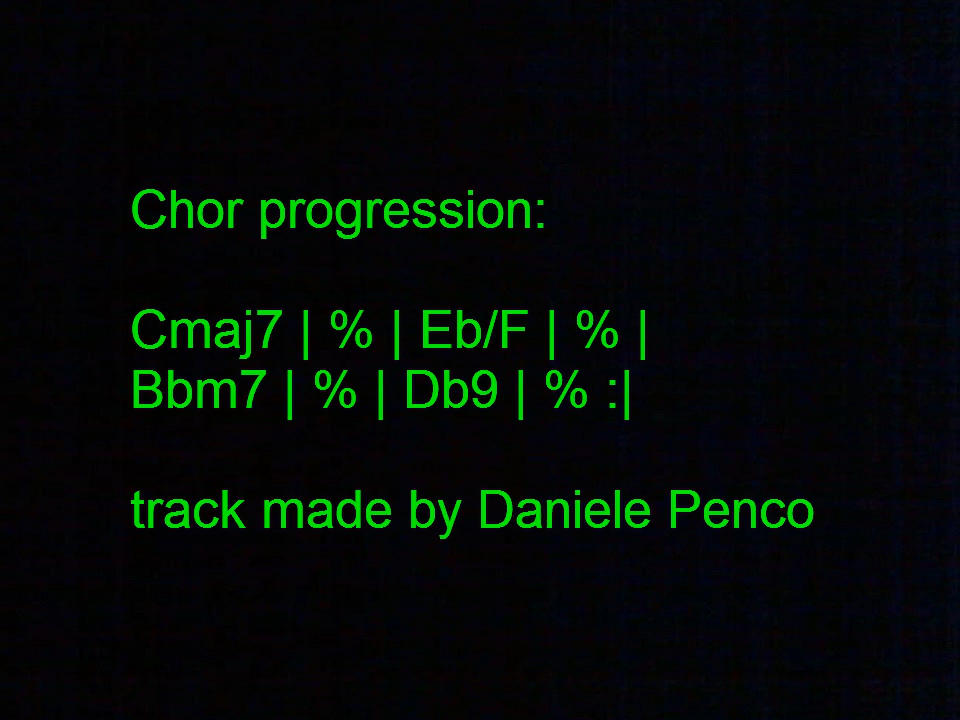 Chor progression:
Cmaj7 | % | Eb/F | % |
Bbm7 | % | Db9 | % :|
track made by Daniele Penco